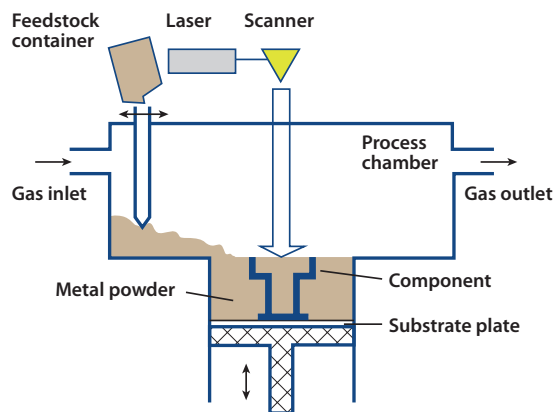 Feedstock
container
Laser
Scanner
Process
chamber
Gas inlet
Gas outlet
Metal powder
Component
Substrate plate